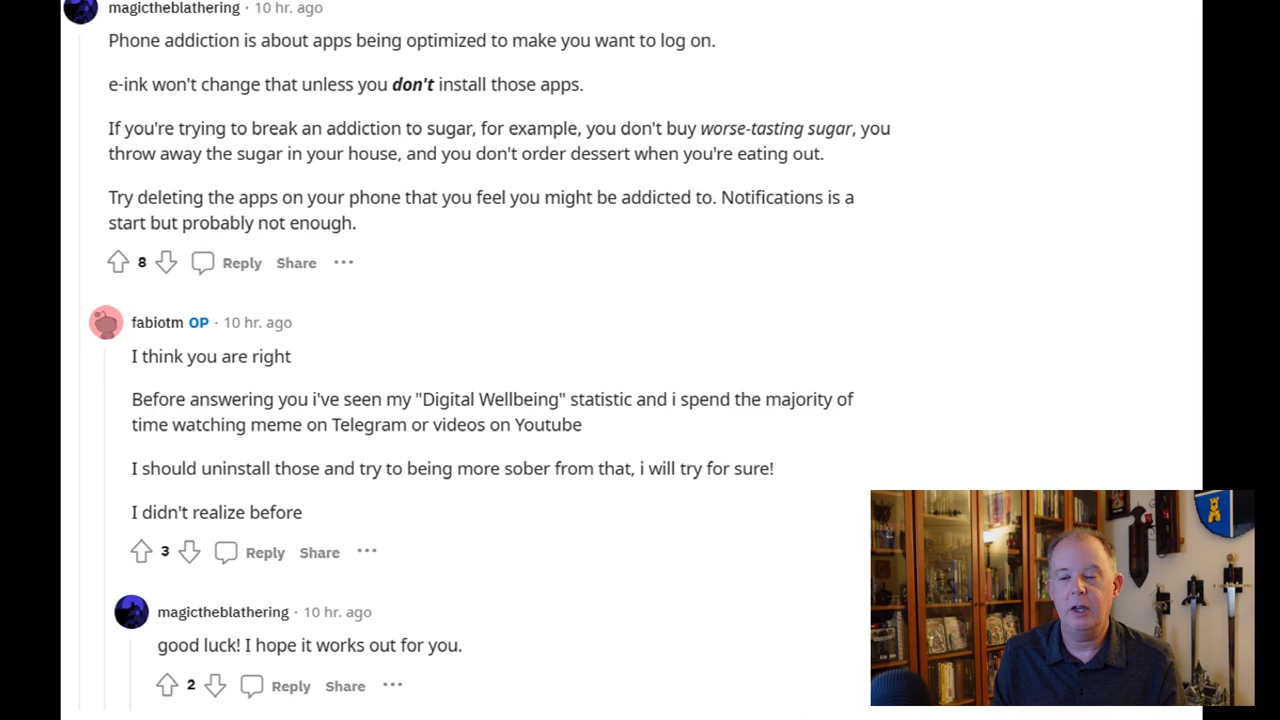 magictheblathering · 10 hr. ago
Phone addiction is about apps being optimized to make you want to log on.
e-ink won't change that unless you don't install those apps.
If you're trying to break an addiction to sugar, for example, you don't buy worse-tasting sugar, you
throw away the sugar in your house, and you don't order dessert when you're eating out.
Try deleting the apps on your phone that you feel you might be addicted to. Notifications is a
start but probably not enough.
8 Reply Share ···
fabiotm OP · 10 hr. ago
I think you are right
Before answering you i've seen my "Digital Wellbeing" statistic and i spend the majority of
time watching meme on Telegram or videos on Youtube
I should uninstall those and try to being more sober from that, i will try for sure!
I didn't realize before
3 Reply Share ···
magictheblathering · 10 hr. ago
good luck! I hope it works out for you.
2 Reply Share ···